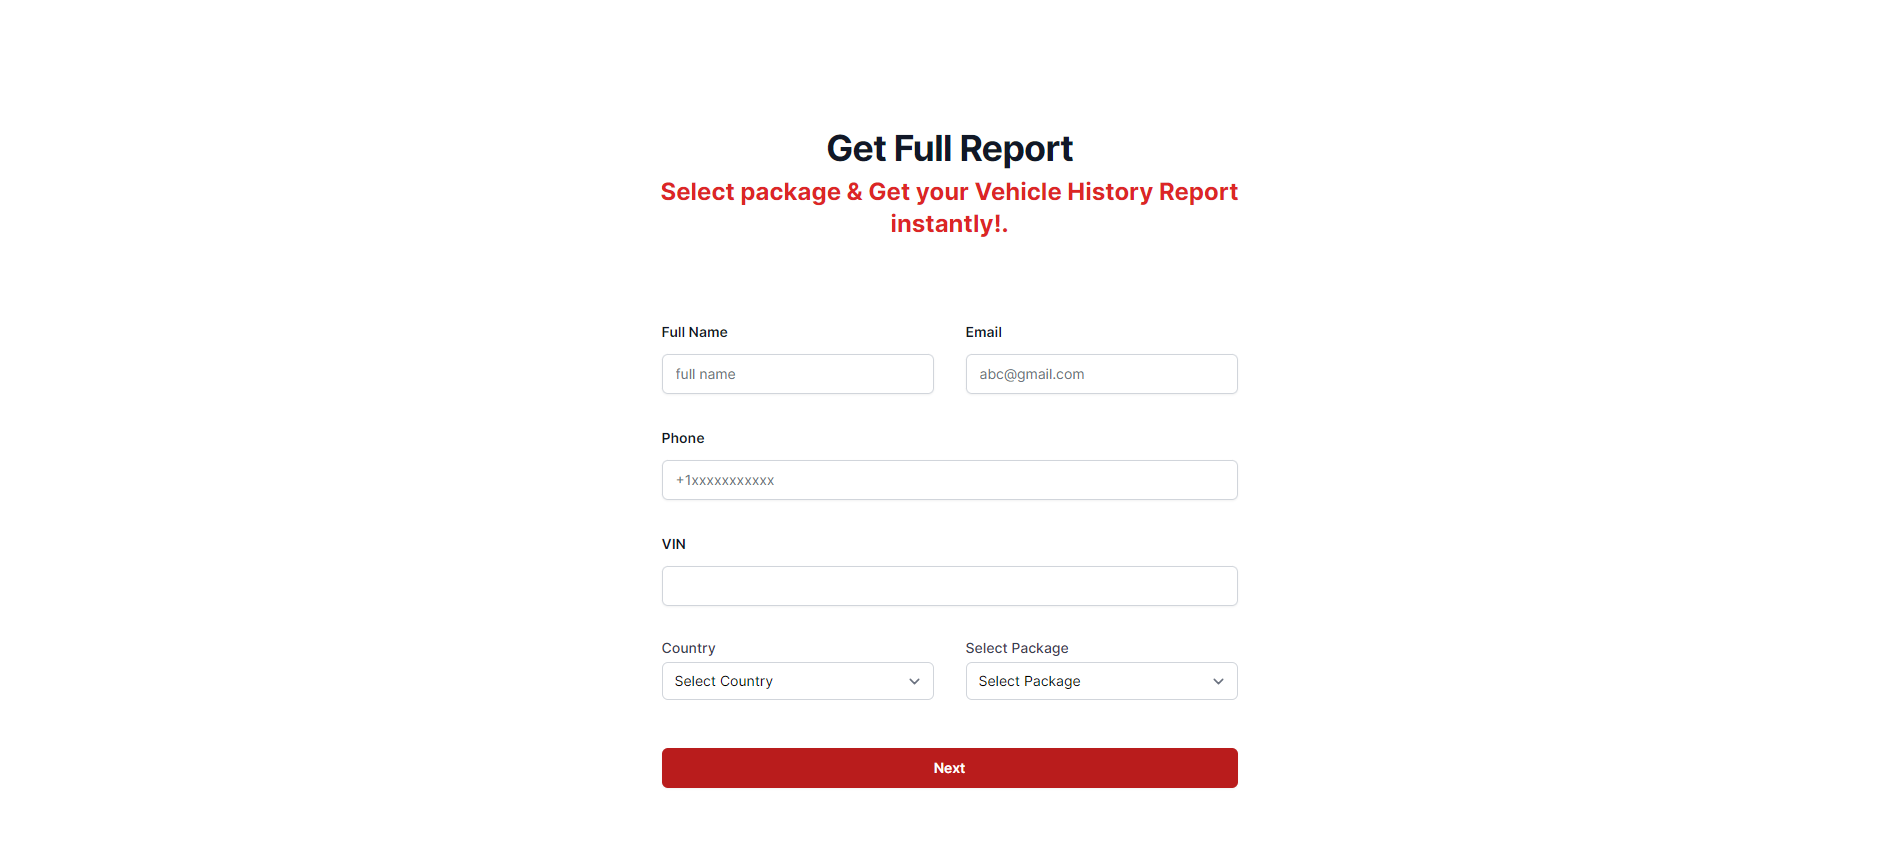 Get Full Report
Select package & Get your Vehicle History Report
instantly!.
Full Name
Email
full name
abc@gmail.com
Phone
+1xxxxxxxxxxx
VIN
Country
Select Package
Select Country
Select Package
Next